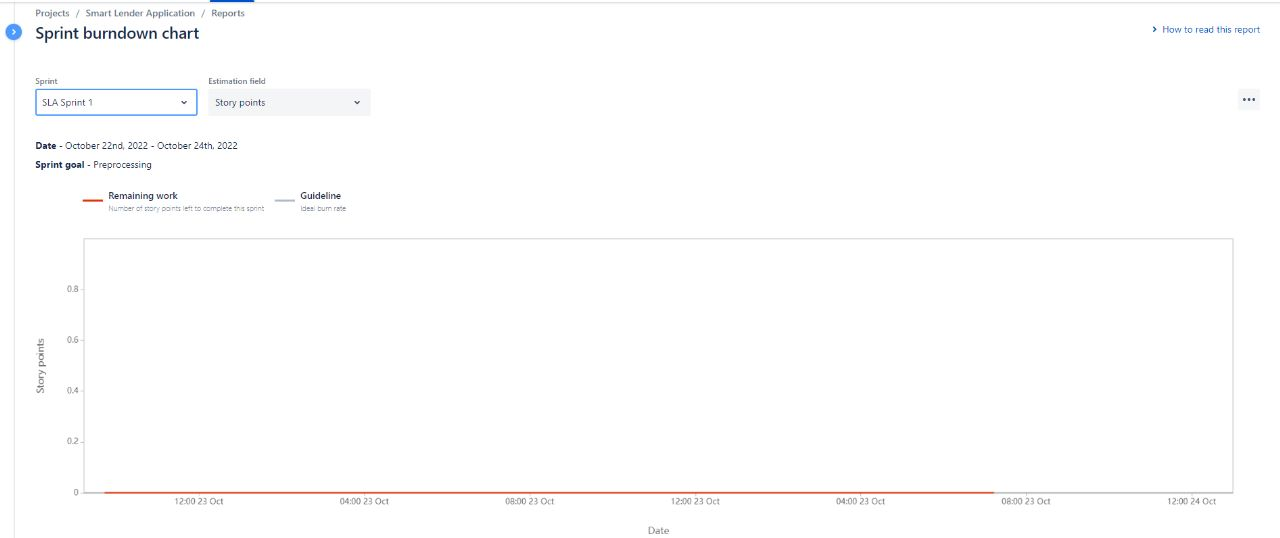 Projects / Smart Lender Application / Reports
Sprint burndown chart
How to read this report
Sprint
Estimation field
SLA Sprint 1
Story points
Date - October 22nd, 2022 - October 24th, 2022
Sprint goal - Preprocessing
Remaining work
Number of story points left to complete this sprint
Guideline
Ideal burn rate
Story points
0.8
0.6
0.4
0.2
0
12:00 23 Oct
04:00 23 Oct
08:00 23 Oct
12:00 23 Oct
04:00 23 Oct
08:00 23 Oct
12:00 24 Oct
Date